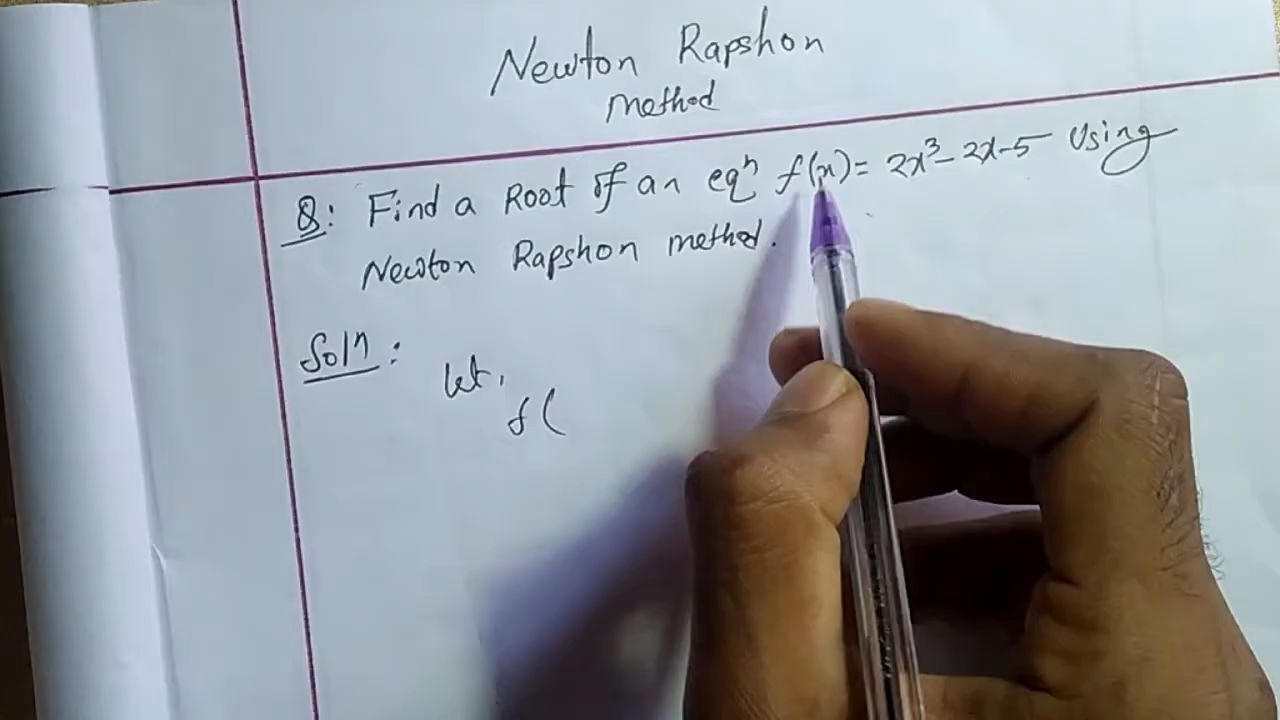 Newton Rapshon
Method
Q: Find a Root of an eqⁿ f(x)= 2x³-2x-5 Using
Newton Rapshon method.
Solⁿ: let,
f(